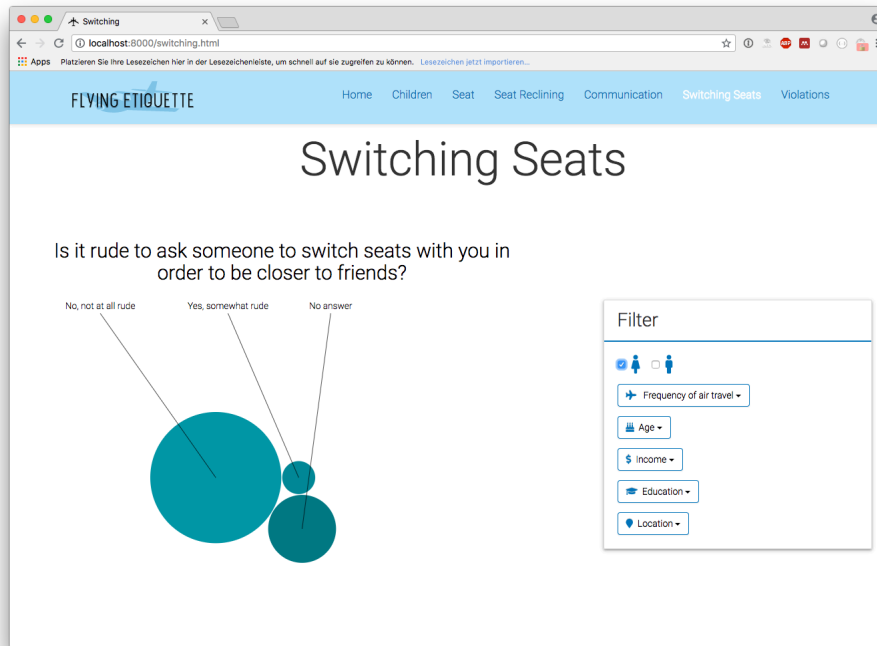 Switching
localhost:8000/switching.html
ABP
Apps Platzieren Sie Ihre Lesezeichen hier in der Lesezeichenleiste, um schnell auf sie zugreifen zu können. Lesezeichen jetzt importieren...
FLYING ETIQUETTE Home Children Seat Seat Reclining Communication Switching Seats Violations
Switching Seats
Is it rude to ask someone to switch seats with you in
order to be closer to friends?
No, not at all rude Yes, somewhat rude No answer
Filter
Frequency of air travel
Age
$ Income
Education
Location